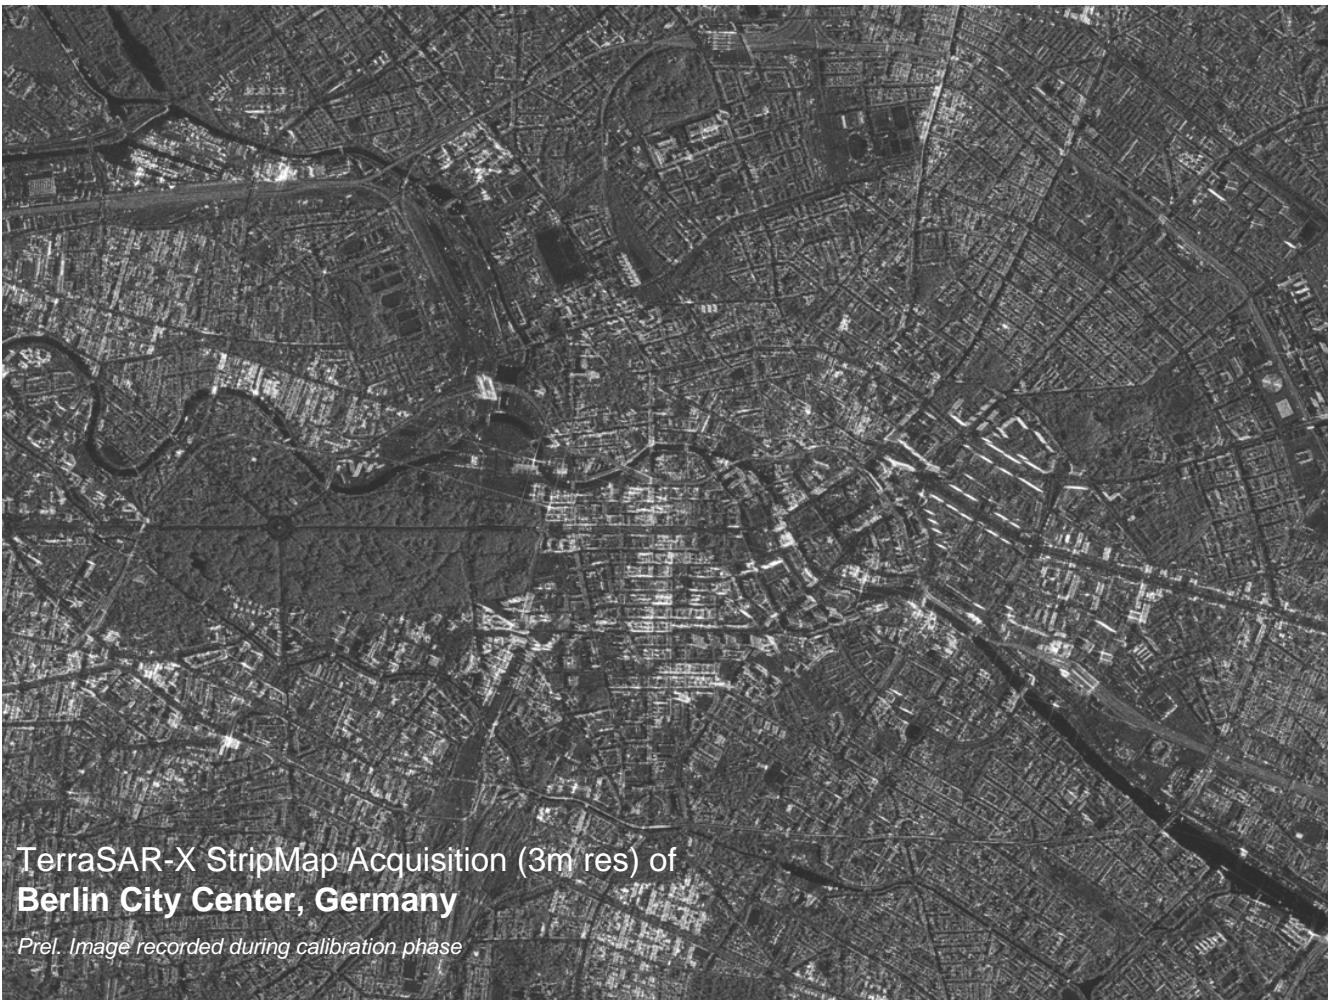 TerraSAR-X StripMap Acquisition (3m res) of
Berlin City Center, Germany
Prel. Image recorded during calibration phase